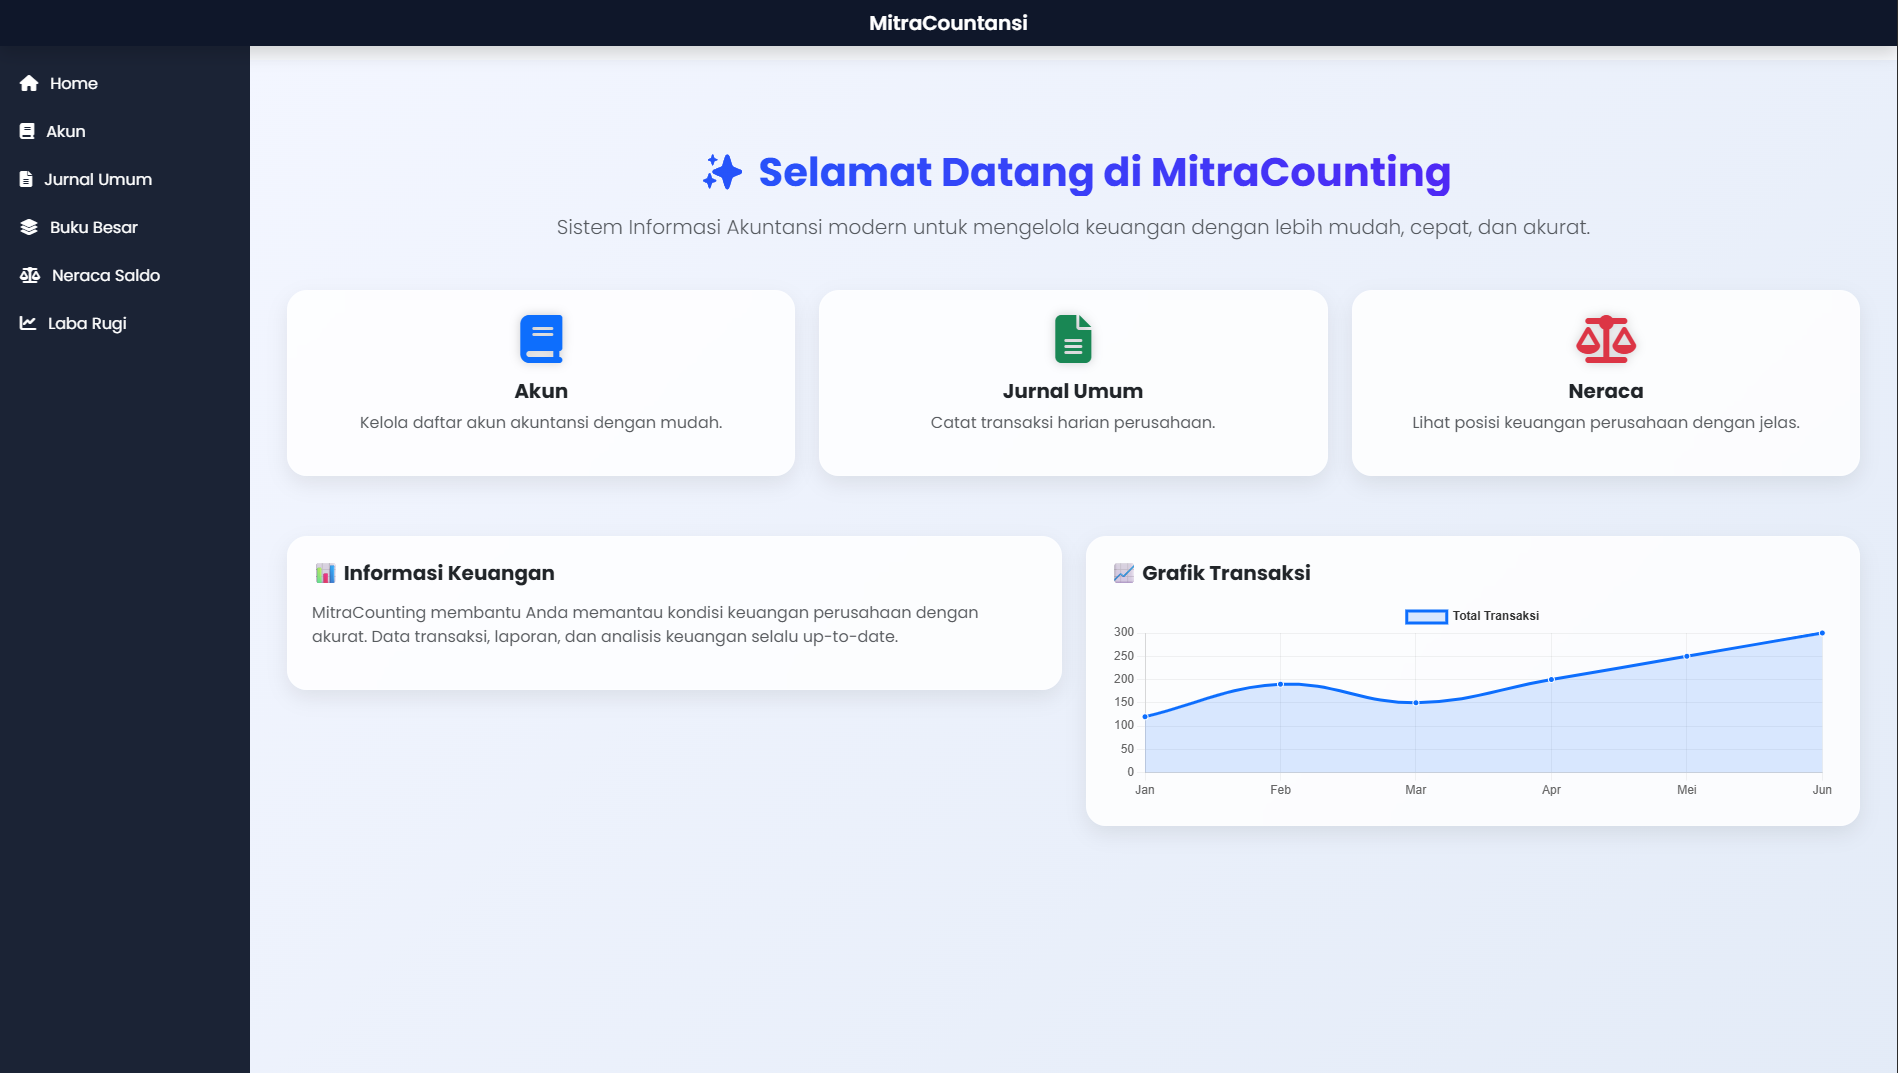 MitraCountansi
Home
Akun
Jurnal Umum
Buku Besar
Neraca Saldo
Laba Rugi
Selamat Datang di MitraCounting
Sistem Informasi Akuntansi modern untuk mengelola keuangan dengan lebih mudah, cepat, dan akurat.
Akun
Kelola daftar akun akuntansi dengan mudah.
Jurnal Umum
Catat transaksi harian perusahaan.
Neraca
Lihat posisi keuangan perusahaan dengan jelas.
Informasi Keuangan
MitraCounting membantu Anda memantau kondisi keuangan perusahaan dengan
akurat. Data transaksi, laporan, dan analisis keuangan selalu up-to-date.
Grafik Transaksi
Total Transaksi
300
250
200
150
100
50
0
Jan Feb Mar Apr Mei Jun